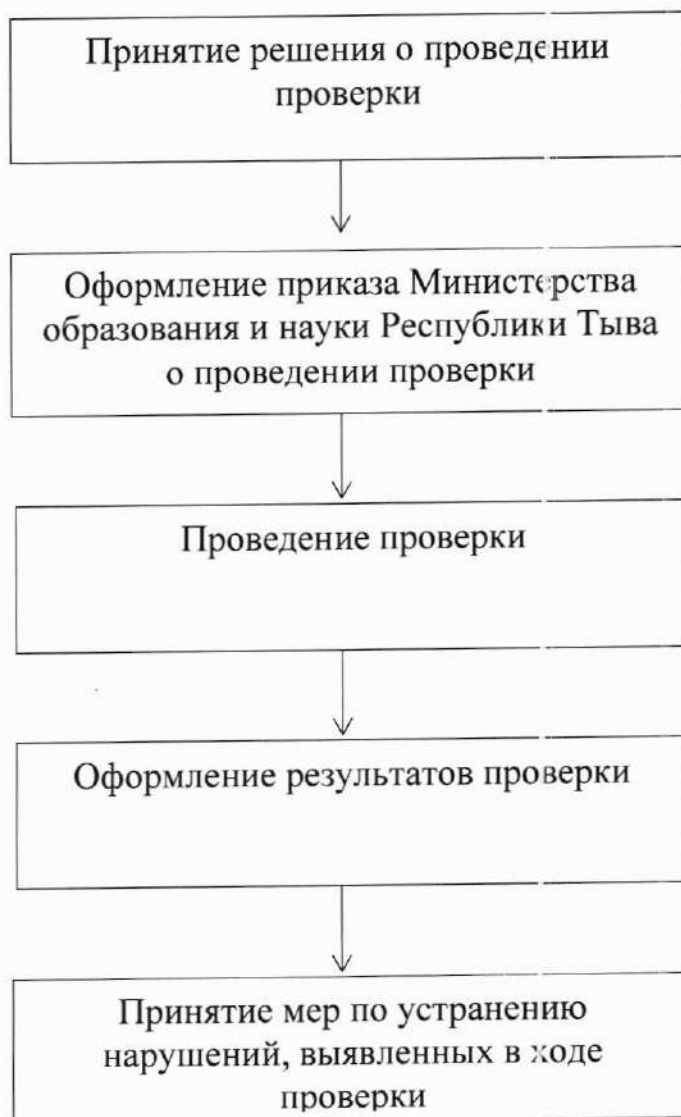 Принятие решения о проведении
проверки
Оформление приказа Министерства
образования и науки Республики Тыва
о проведении проверки
Проведение проверки
Оформление результатов проверки
Принятие мер по устранению
нарушений, выявленных в ходе
проверки